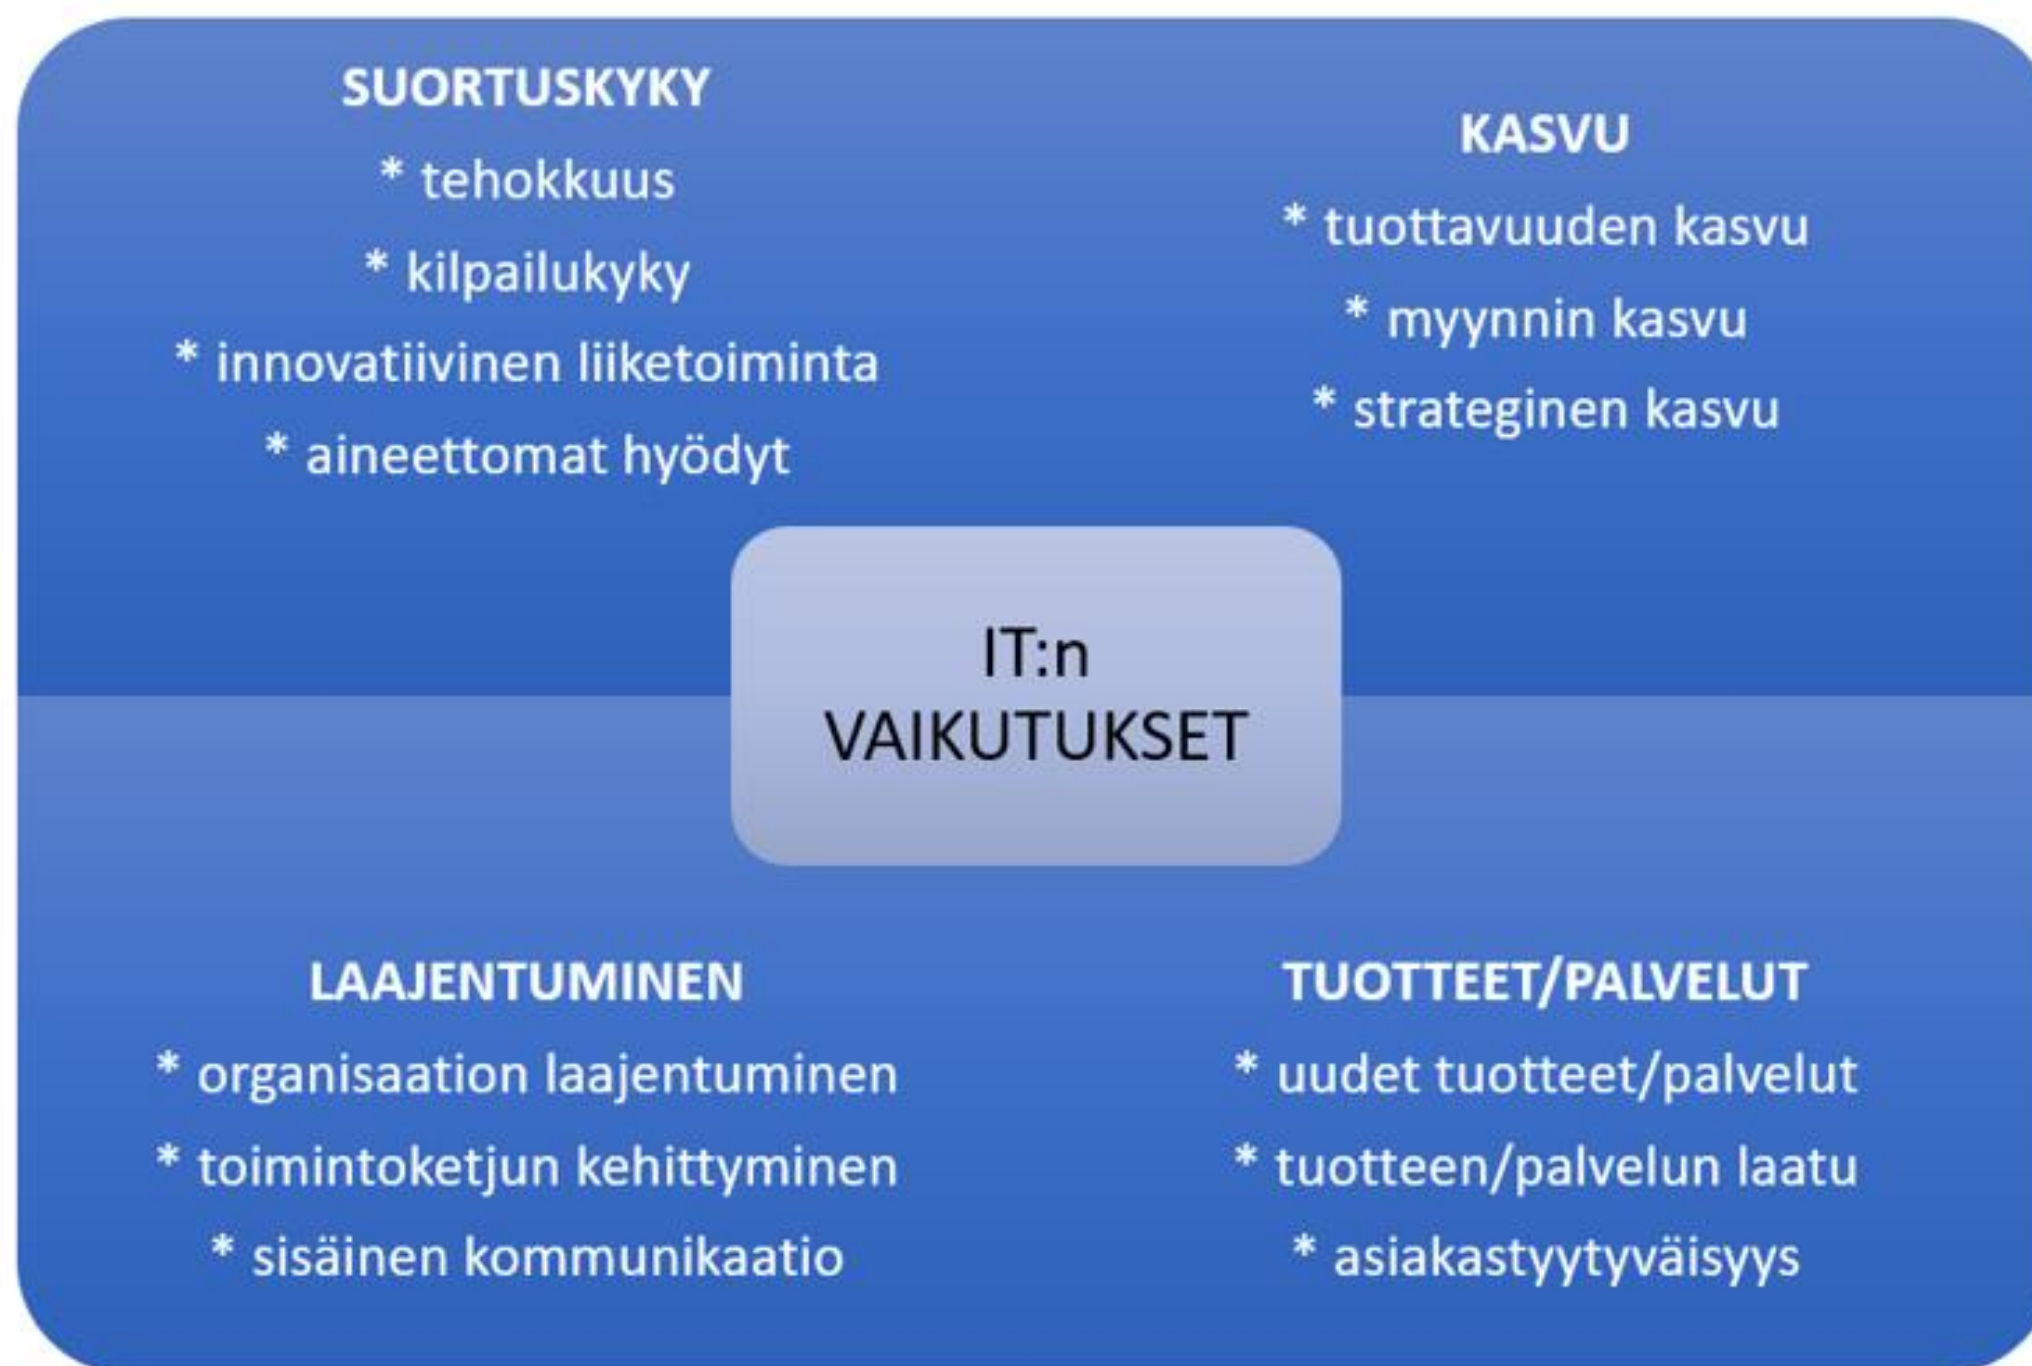 SUORTUSKYKY
* tehokkuus
* kilpailukyky
* innovatiivinen liiketoiminta
* aineettomat hyödyt
KASVU
* tuottavuuden kasvu
* myynnin kasvu
* strateginen kasvu
IT:n
VAIKUTUKSET
LAAJENTUMINEN
* organisaation laajentuminen
* toimintoketjun kehittyminen
* sisäinen kommunikaatio
TUOTTEET/PALVELUT
* uudet tuotteet/palvelut
* tuotteen/palvelun laatu
* asiakastyytyväisyys